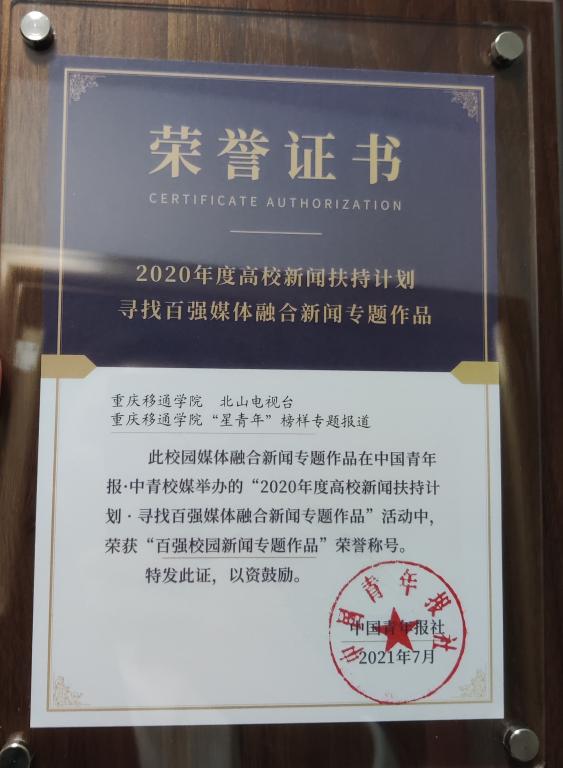 荣誉证书
CERTIFICATE AUTHORIZATION
2020年度高校新闻扶持计划
寻找百强媒体融合新闻专题作品
重庆移通学院 北山电视台
重庆移通学院“星青年”榜样专题报道
此校园媒体融合新闻专题作品在中国青年
报·中青校媒举办的“2020年度高校新闻扶持计
划·寻找百强媒体融合新闻专题作品”活动中，
荣获“百强校园新闻专题作品”荣誉称号。
特发此证，以资鼓励。
中国青年报社
中国青年报社
2021年7月